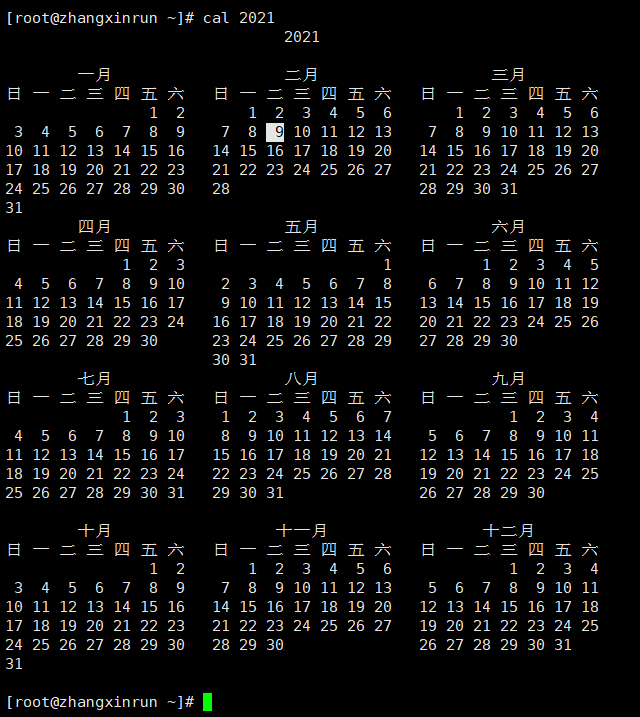 [root@zhangxinrun ~]# cal 2021
                               2021

        一月                   二月                   三月
日 一 二 三 四 五 六   日 一 二 三 四 五 六   日 一 二 三 四 五 六
                1  2       1  2  3  4  5  6       1  2  3  4  5  6
 3  4  5  6  7  8  9    7  8  9 10 11 12 13    7  8  9 10 11 12 13
10 11 12 13 14 15 16   14 15 16 17 18 19 20   14 15 16 17 18 19 20
17 18 19 20 21 22 23   21 22 23 24 25 26 27   21 22 23 24 25 26 27
24 25 26 27 28 29 30   28                     28 29 30 31
31
        四月                   五月                   六月
日 一 二 三 四 五 六   日 一 二 三 四 五 六   日 一 二 三 四 五 六
             1  2  3                      1          1  2  3  4  5
 4  5  6  7  8  9 10    2  3  4  5  6  7  8    6  7  8  9 10 11 12
11 12 13 14 15 16 17    9 10 11 12 13 14 15   13 14 15 16 17 18 19
18 19 20 21 22 23 24   16 17 18 19 20 21 22   20 21 22 23 24 25 26
25 26 27 28 29 30      23 24 25 26 27 28 29   27 28 29 30
                       30 31
        七月                   八月                   九月
日 一 二 三 四 五 六   日 一 二 三 四 五 六   日 一 二 三 四 五 六
             1  2  3    1  2  3  4  5  6  7             1  2  3  4
 4  5  6  7  8  9 10    8  9 10 11 12 13 14    5  6  7  8  9 10 11
11 12 13 14 15 16 17   15 16 17 18 19 20 21   12 13 14 15 16 17 18
18 19 20 21 22 23 24   22 23 24 25 26 27 28   19 20 21 22 23 24 25
25 26 27 28 29 30 31   29 30 31               26 27 28 29 30

        十月                  十一月                 十二月
日 一 二 三 四 五 六   日 一 二 三 四 五 六   日 一 二 三 四 五 六
                1  2       1  2  3  4  5  6             1  2  3  4
 3  4  5  6  7  8  9    7  8  9 10 11 12 13    5  6  7  8  9 10 11
10 11 12 13 14 15 16   14 15 16 17 18 19 20   12 13 14 15 16 17 18
17 18 19 20 21 22 23   21 22 23 24 25 26 27   19 20 21 22 23 24 25
24 25 26 27 28 29 30   28 29 30               26 27 28 29 30 31
31

[root@zhangxinrun ~]#